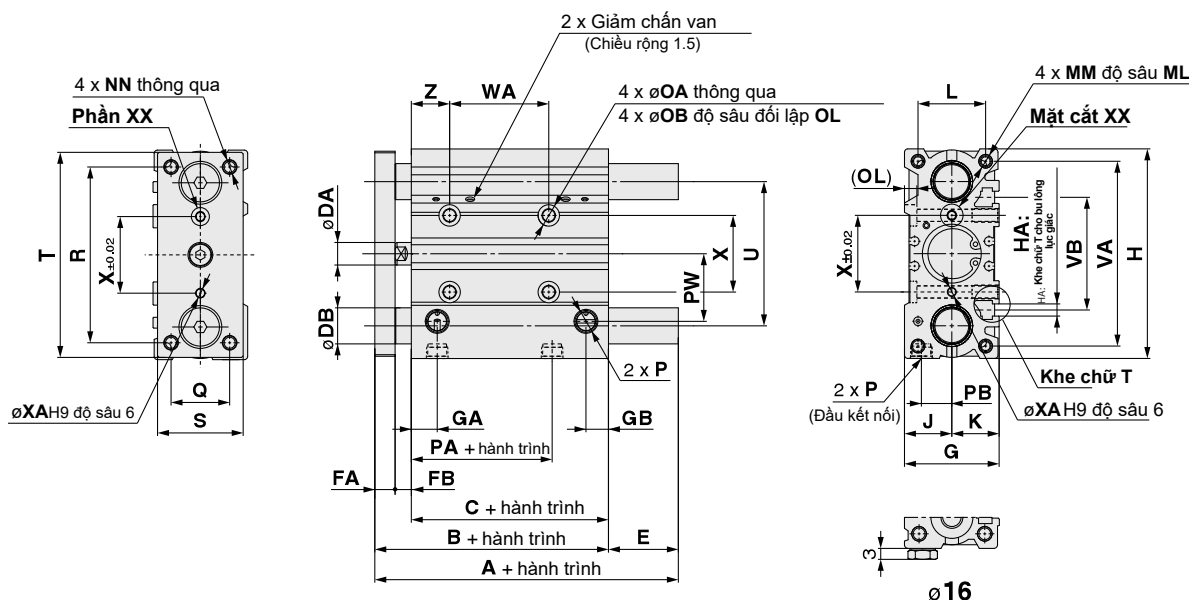 2 x Giảm chấn van
(Chiều rộng 1.5)
4 x NN thông qua
Phần XX
Z
WA
4 x øOA thông qua
4 x øOB độ sâu đối lập OL
L
4 x MM độ sâu ML
Mặt cắt XX
(OL)
T
R
X±0.02
Q
S
øXAH9 độ sâu 6
øDA
øDB
PW
X
U
2 x P
GA
GB
PA + hành trình
FA
FB
C + hành trình
B + hành trình
E
A + hành trình
X±0.02
HA: Khe chữ T cho bu lông lục giác
HA:
VB
VA
H
Khe chữ T
2 x P
(Đầu kết nối)
PB
J
K
G
øXAH9 độ sâu 6
3
ø16